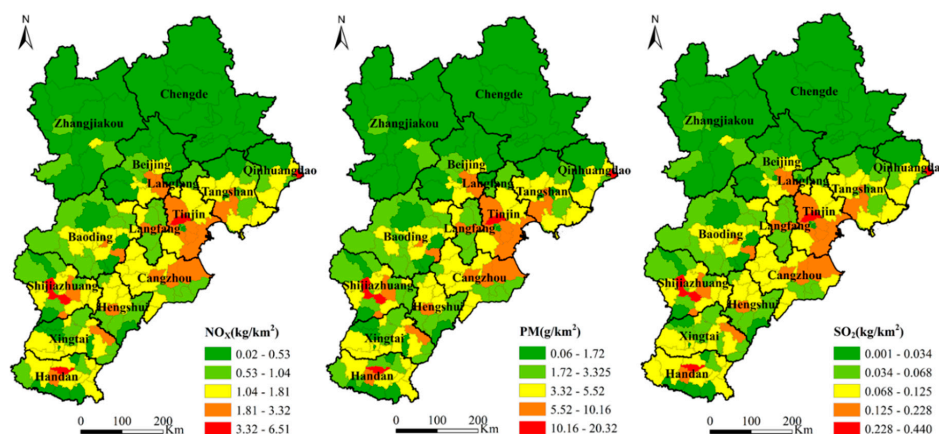 N
Chengde
Zhangjiakou
Beijing
Qinhuangdao
Langfang
Tangshan
Tinjin
Langfang
Baoding
Cangzhou
Shijiazhuang
Hengshui
Xingtai
Handan
NOX(kg/km²)
0.02 - 0.53
0.53 - 1.04
1.04 - 1.81
1.81 - 3.32
3.32 - 6.51
0 100 200
Km
N
Chengde
Zhangjiakou
Beijing
Qinhuangdao
Langfang
Tangshan
Tinjin
Langfang
Baoding
Cangzhou
Shijiazhuang
Hengshui
Xingtai
Handan
PM(g/km²)
0.06 - 1.72
1.72 - 3.325
3.32 - 5.52
5.52 - 10.16
10.16 - 20.32
0 100 200
Km
N
Chengde
Zhangjiakou
Beijing
Qinhuangdao
Langfang
Tangshan
Tinjin
Langfang
Baoding
Cangzhou
Shijiazhuang
Hengshui
Xingtai
Handan
SO₂(kg/km²)
0.001 - 0.034
0.034 - 0.068
0.068 - 0.125
0.125 - 0.228
0.228 - 0.440
0 100 200
Km